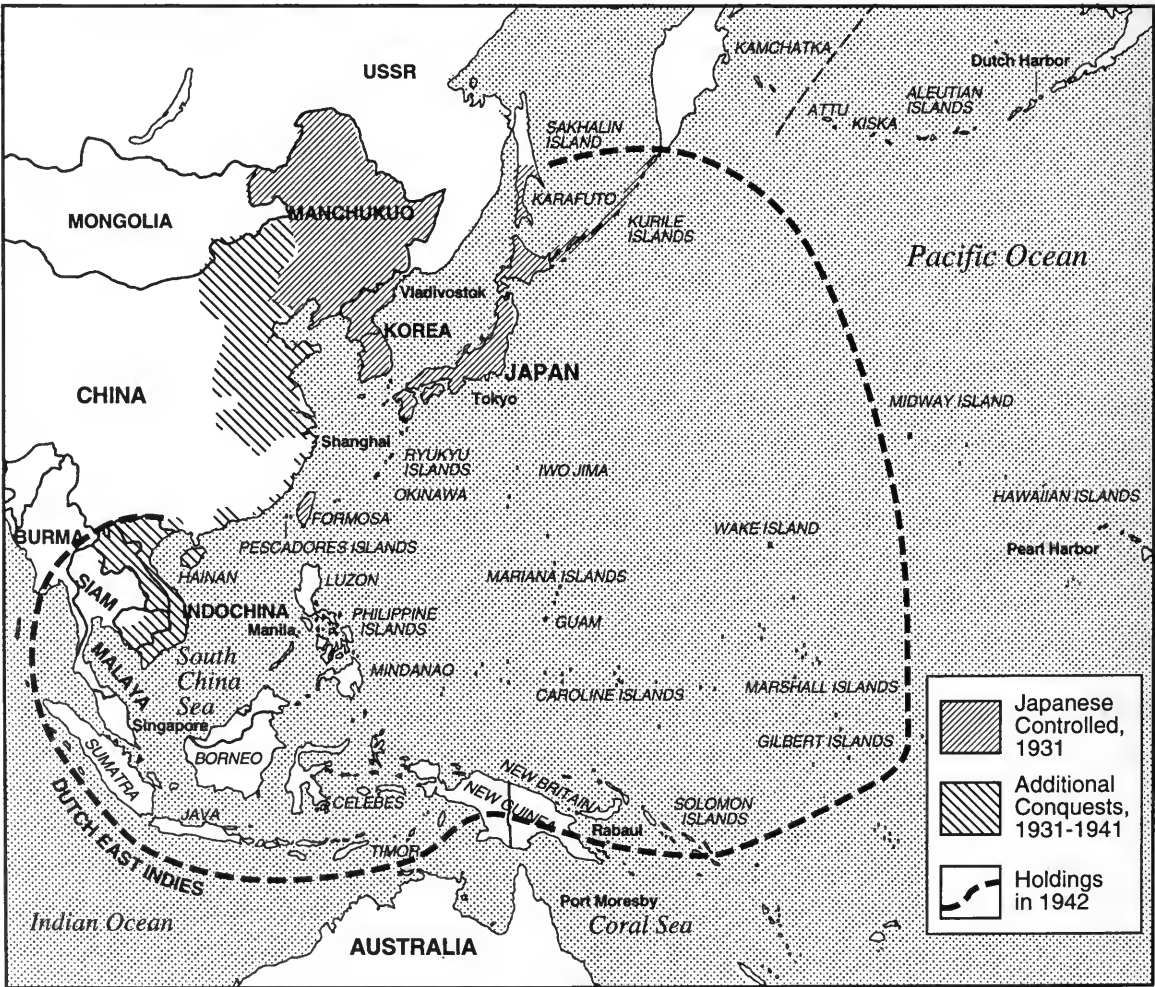 KAMCHATKA
Dutch Harbor
USSR
ALEUTIAN
ISLANDS
ATTU
KISKA
SAKHALIN
ISLAND
KARAFUTO
MANCHUKUO
MONGOLIA
KURILE
ISLANDS
Pacific Ocean
Vladivostok
KOREA
JAPAN
Tokyo
CHINA
MIDWAY ISLAND
Shanghai
RYUKYU
ISLANDS
IWO JIMA
OKINAWA
HAWAIIAN ISLANDS
FORMOSA
WAKE ISLAND
BURMA
PESCADORES ISLANDS
Pearl Harbor
HAINAN
LUZON
MARIANA ISLANDS
SIAM
INDOCHINA
PHILIPPINE
ISLANDS
GUAM
Manila
MALAYA
South
China
Sea
MINDANAO
CAROLINE ISLANDS
MARSHALL ISLANDS
Singapore
SUMATRA
BORNEO
GILBERT ISLANDS
DUTCH EAST INDIES
JAVA
CELEBES
NEW BRITAIN
NEW GUINEA
SOLOMON
ISLANDS
Rabaul
TIMOR
Port Moresby
Indian Ocean
Coral Sea
AUSTRALIA
Japanese
Controlled,
1931
Additional
Conquests,
1931-1941
Holdings
in 1942